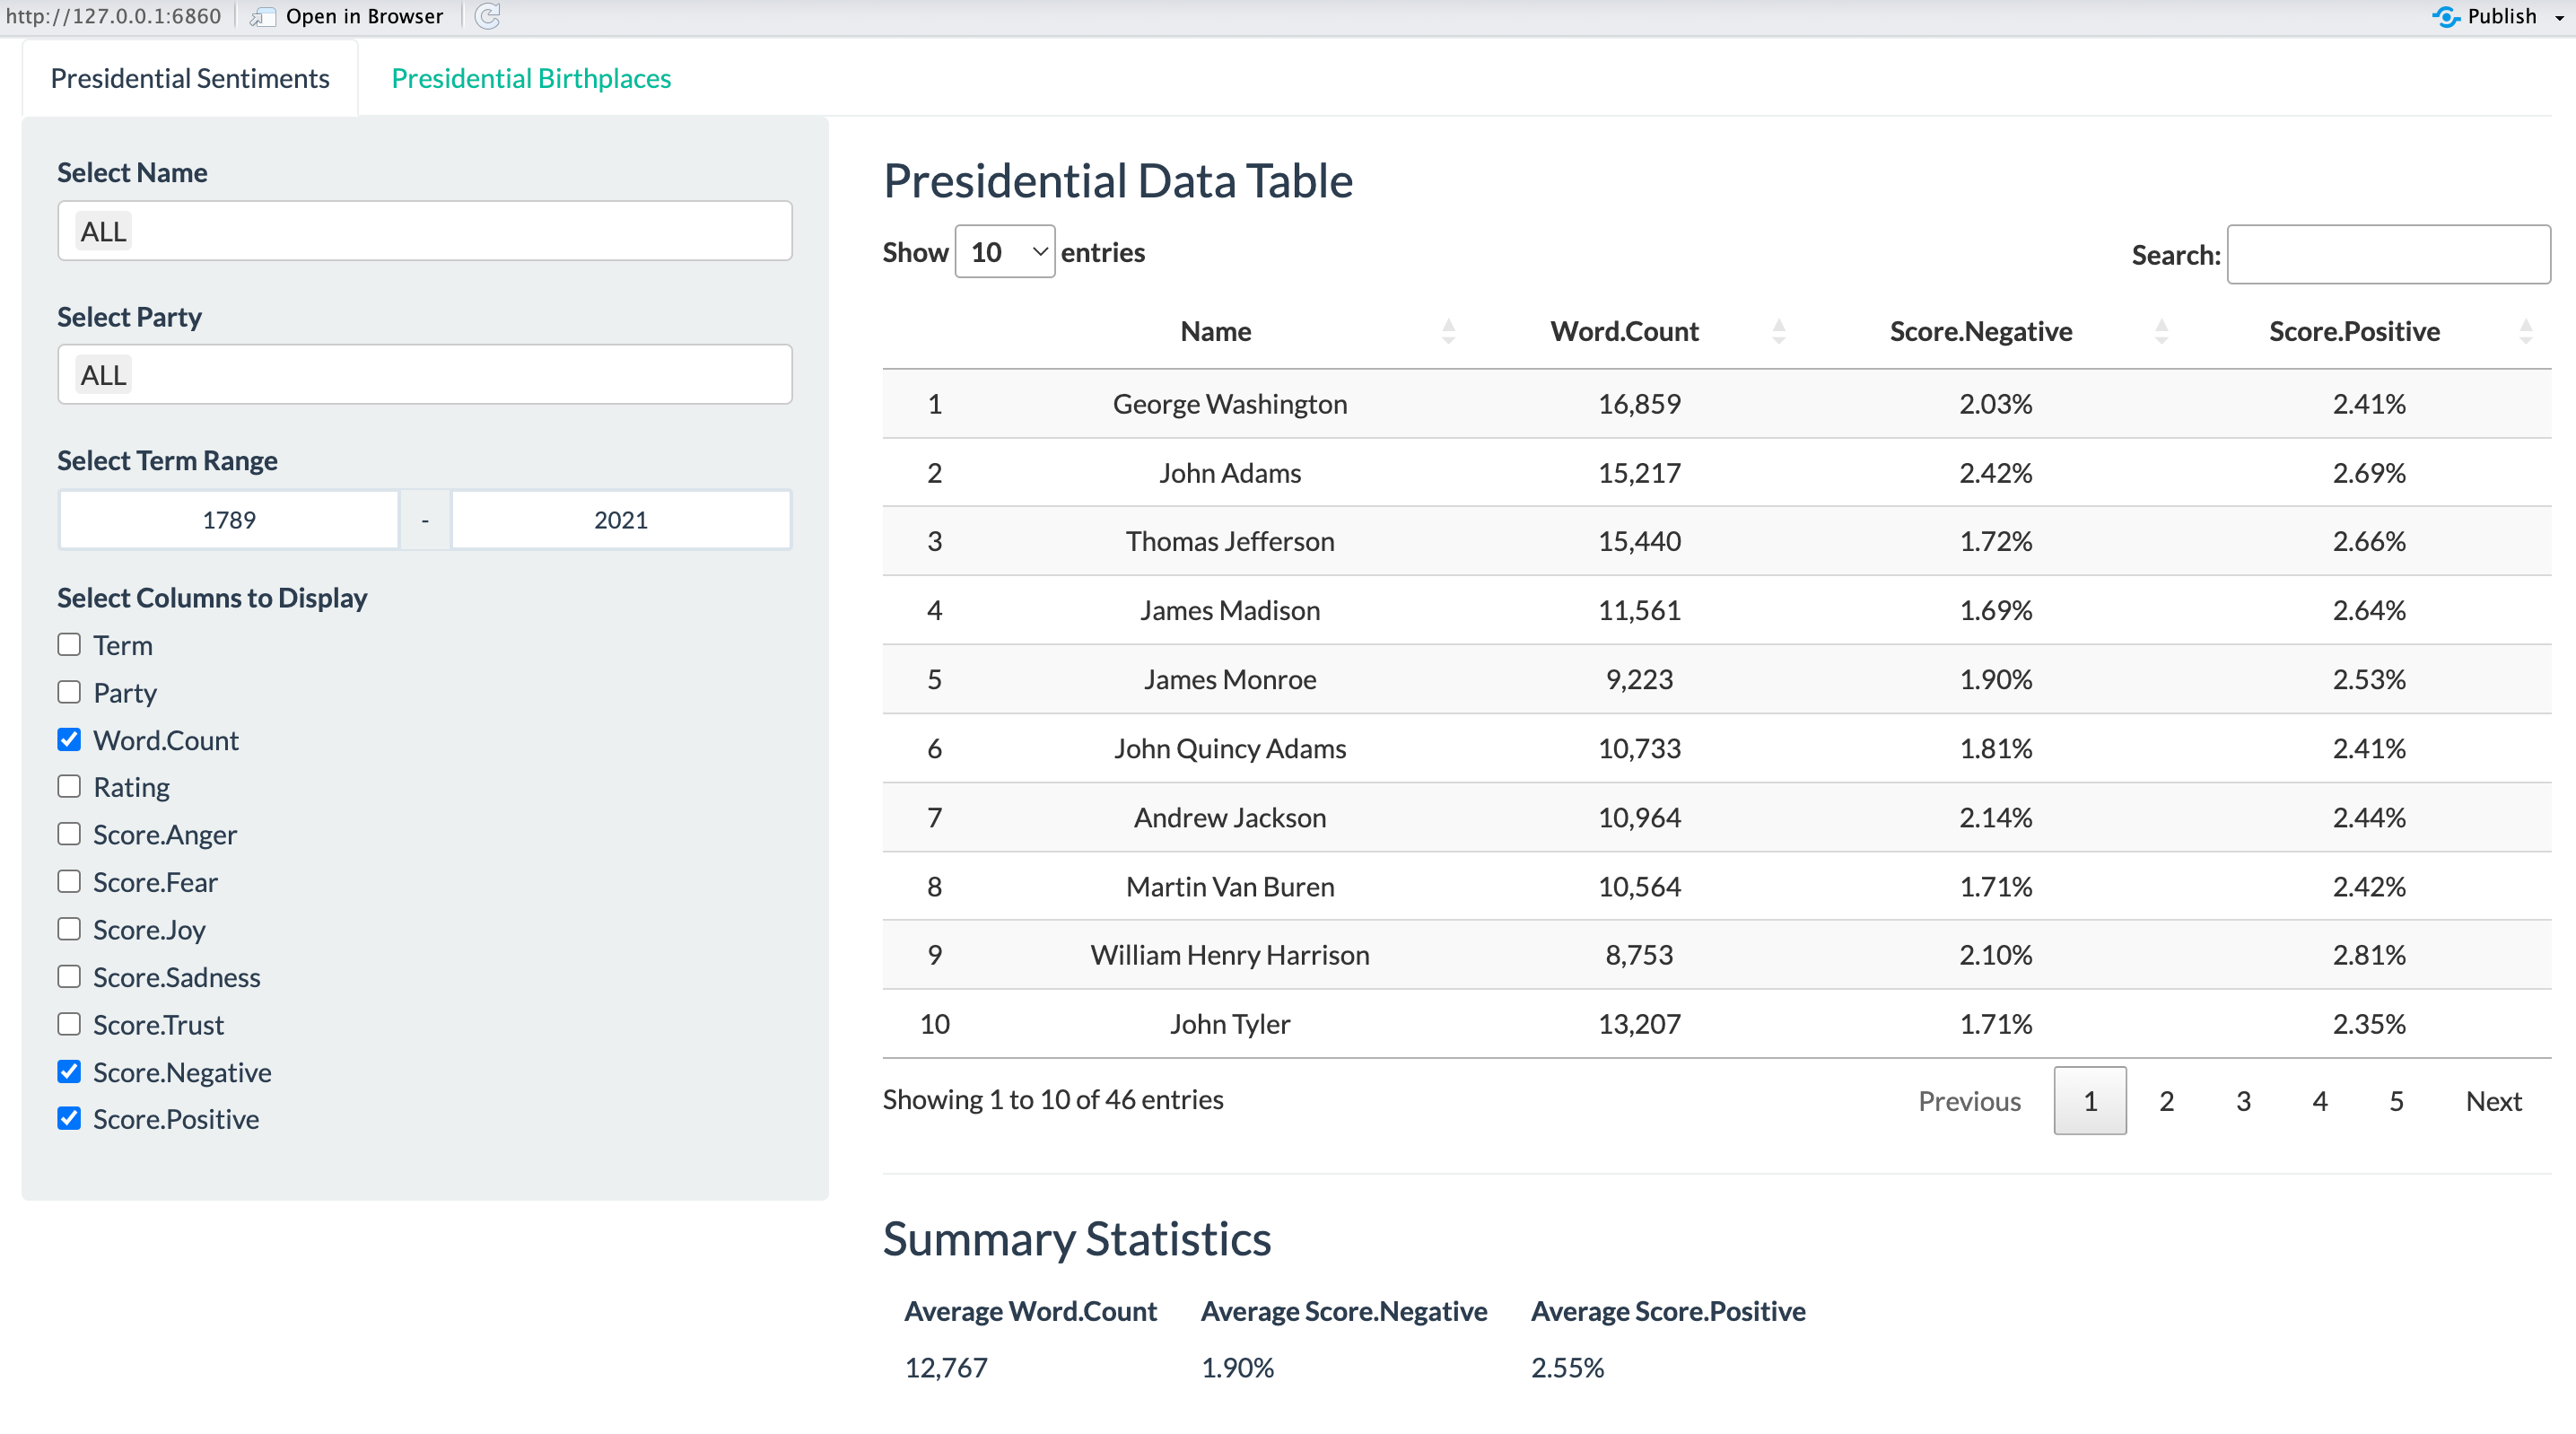 http://127.0.0.1:6860 Open in Browser Publish
Presidential Sentiments Presidential Birthplaces
Select Name
ALL
Select Party
ALL
Select Term Range
1789 - 2021
Select Columns to Display
Term
Party
Word.Count
Rating
Score.Anger
Score.Fear
Score.Joy
Score.Sadness
Score.Trust
Score.Negative
Score.Positive
Presidential Data Table
Show 10 entries Search:
Name Word.Count Score.Negative Score.Positive
1 George Washington 16,859 2.03% 2.41%
2 John Adams 15,217 2.42% 2.69%
3 Thomas Jefferson 15,440 1.72% 2.66%
4 James Madison 11,561 1.69% 2.64%
5 James Monroe 9,223 1.90% 2.53%
6 John Quincy Adams 10,733 1.81% 2.41%
7 Andrew Jackson 10,964 2.14% 2.44%
8 Martin Van Buren 10,564 1.71% 2.42%
9 William Henry Harrison 8,753 2.10% 2.81%
10 John Tyler 13,207 1.71% 2.35%
Showing 1 to 10 of 46 entries Previous 1 2 3 4 5 Next
Summary Statistics
Average Word.Count Average Score.Negative Average Score.Positive
12,767 1.90% 2.55%